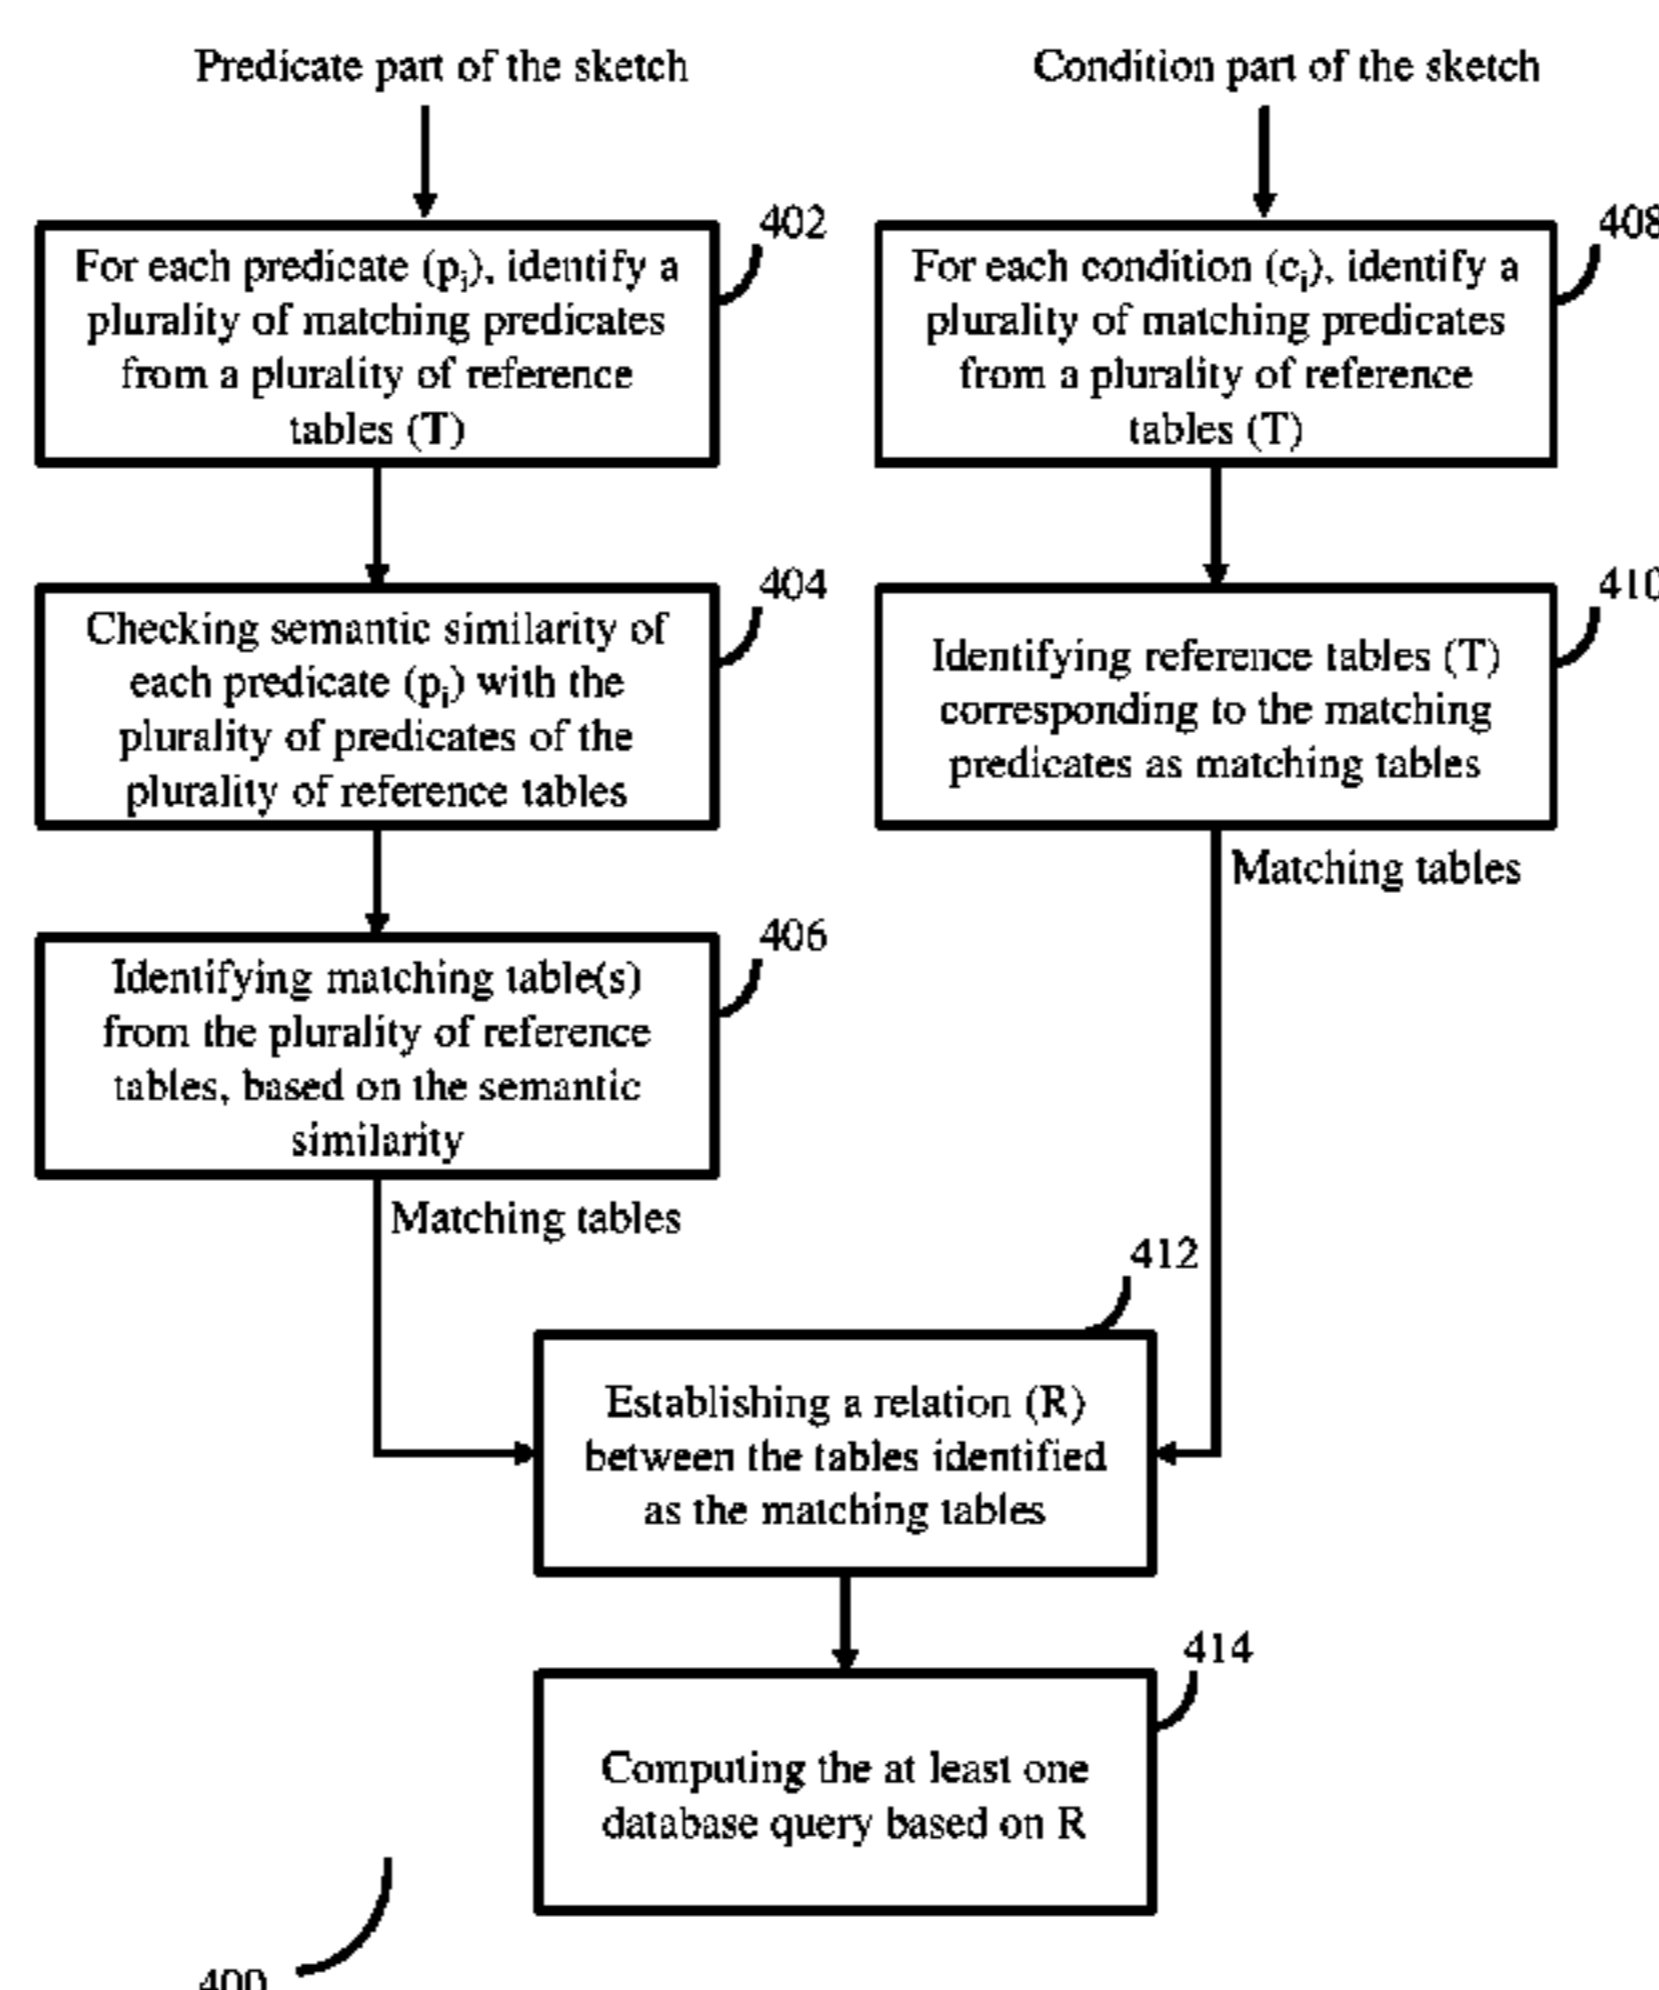 Predicate part of the sketch
Condition part of the sketch
402
For each predicate (pi), identify a
plurality of matching predicates
from a plurality of reference
tables (T)
408
For each condition (ci), identify a
plurality of matching predicates
from a plurality of reference
tables (T)
404
Checking semantic similarity of
each predicate (pi) with the
plurality of predicates of the
plurality of reference tables
410
Identifying reference tables (T)
corresponding to the matching
predicates as matching tables
Matching tables
406
Identifying matching table(s)
from the plurality of reference
tables, based on the semantic
similarity
Matching tables
412
Establishing a relation (R)
between the tables identified
as the matching tables
414
Computing the at least one
database query based on R
400